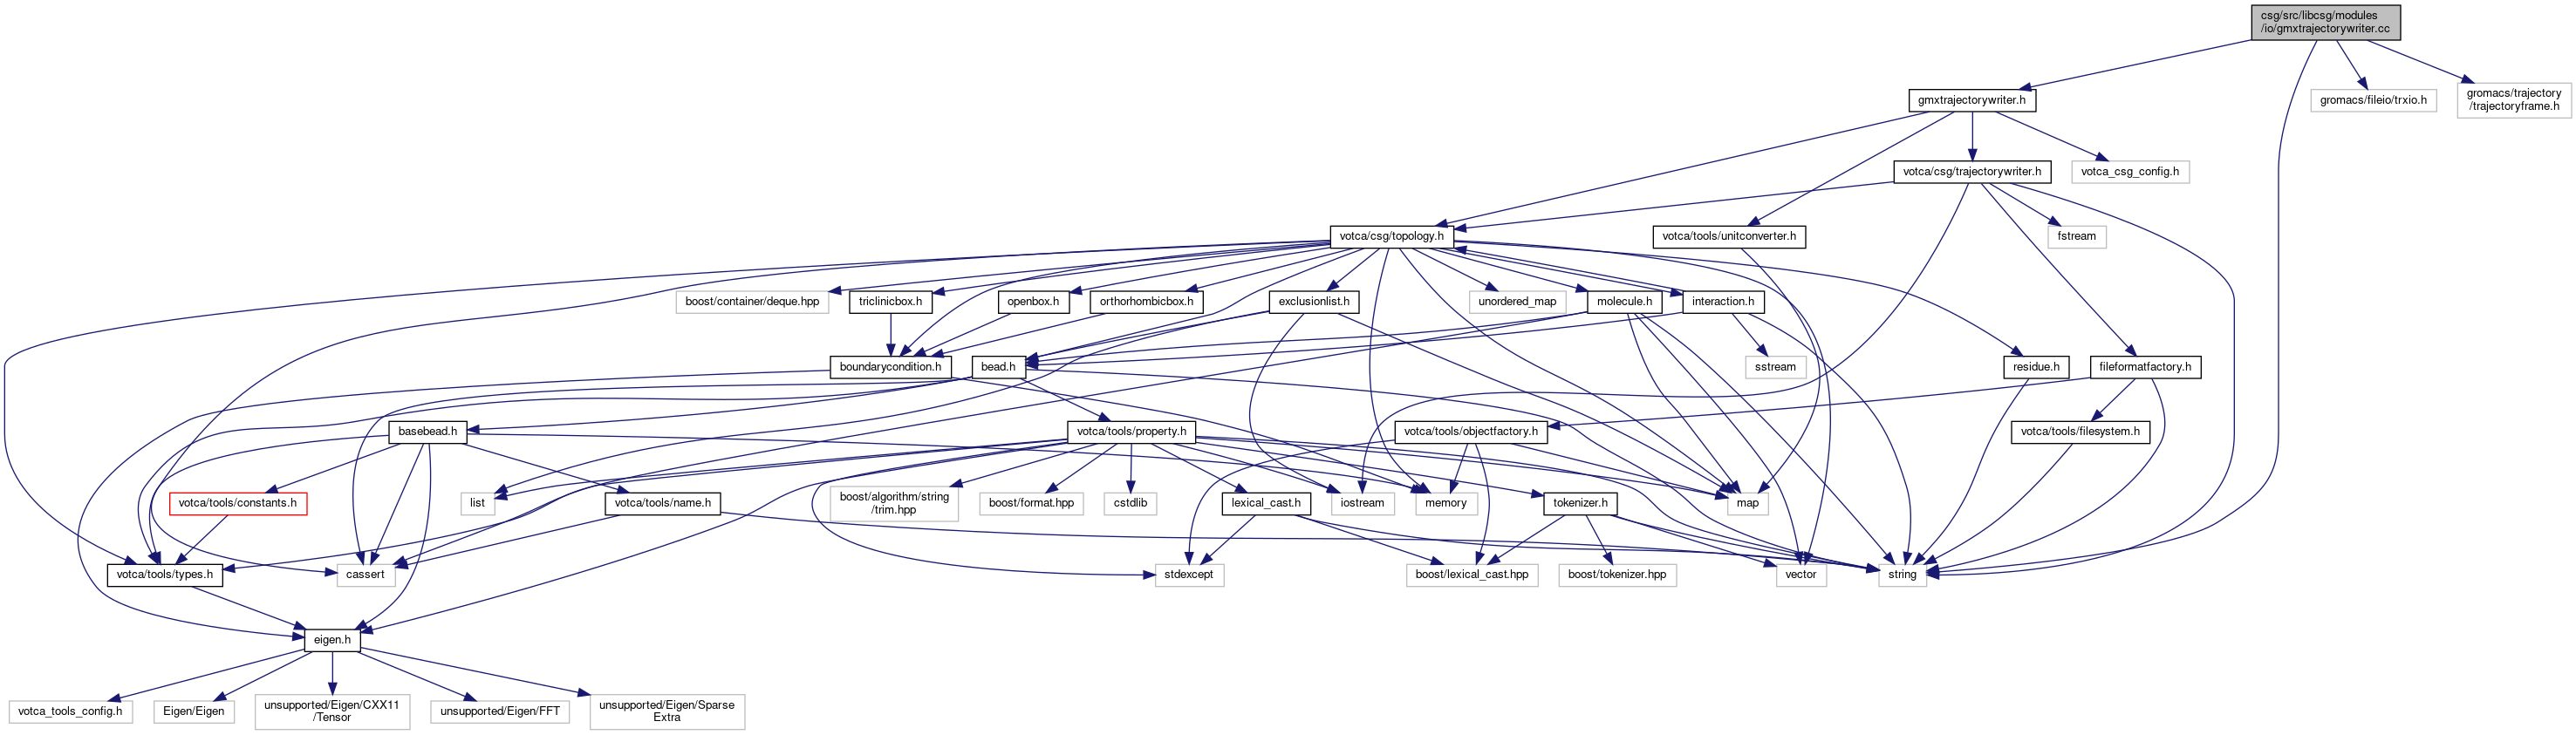 csg/src/libcsg/modules
/io/gmxtrajectorywriter.cc
gmxtrajectorywriter.h
gromacs/fileio/trxio.h
gromacs/trajectory
/trajectoryframe.h
votca/csg/trajectorywriter.h
votca_csg_config.h
votca/csg/topology.h
votca/tools/unitconverter.h
fstream
boost/container/deque.hpp
triclinicbox.h
openbox.h
orthorhombicbox.h
exclusionlist.h
unordered_map
molecule.h
interaction.h
boundarycondition.h
bead.h
sstream
residue.h
fileformatfactory.h
basebead.h
votca/tools/property.h
votca/tools/objectfactory.h
votca/tools/filesystem.h
votca/tools/constants.h
list
votca/tools/name.h
boost/algorithm/string
/trim.hpp
boost/format.hpp
cstdlib
lexical_cast.h
iostream
memory
tokenizer.h
map
votca/tools/types.h
cassert
stdexcept
boost/lexical_cast.hpp
boost/tokenizer.hpp
vector
string
eigen.h
votca_tools_config.h
Eigen/Eigen
unsupported/Eigen/CXX11
/Tensor
unsupported/Eigen/FFT
unsupported/Eigen/Sparse
Extra